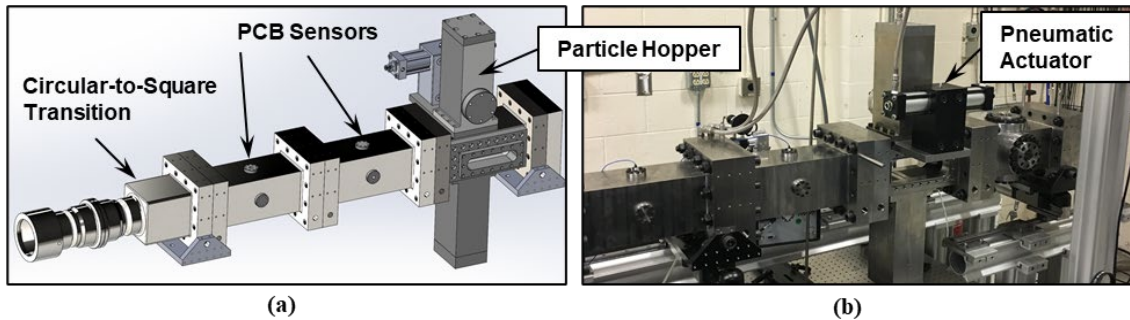 PCB Sensors
Particle Hopper
Circular-to-Square
Transition
Pneumatic
Actuator
(a)
(b)